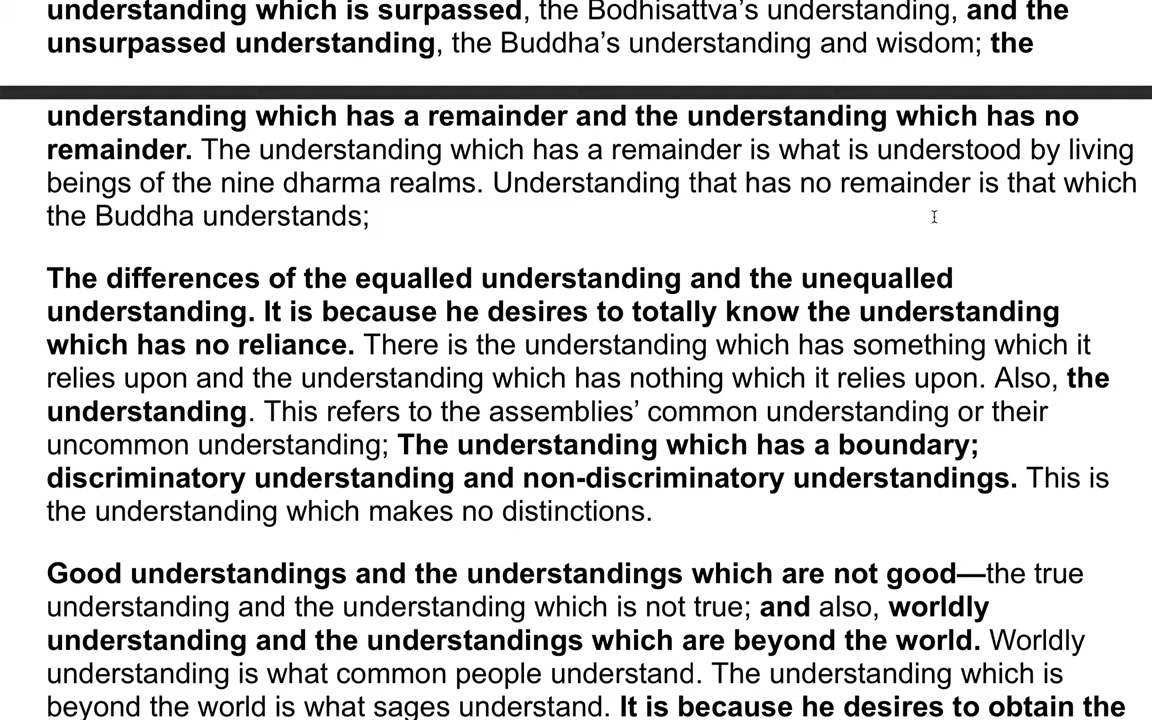 understanding which is surpassed, the Bodhisattva’s understanding, and the
unsurpassed understanding, the Buddha’s understanding and wisdom; the
understanding which has a remainder and the understanding which has no
remainder. The understanding which has a remainder is what is understood by living
beings of the nine dharma realms. Understanding that has no remainder is that which
the Buddha understands;
The differences of the equalled understanding and the unequalled
understanding. It is because he desires to totally know the understanding
which has no reliance. There is the understanding which has something which it
relies upon and the understanding which has nothing which it relies upon. Also, the
understanding. This refers to the assemblies’ common understanding or their
uncommon understanding; The understanding which has a boundary;
discriminatory understanding and non-discriminatory understandings. This is
the understanding which makes no distinctions.
Good understandings and the understandings which are not good—the true
understanding and the understanding which is not true; and also, worldly
understanding and the understandings which are beyond the world. Worldly
understanding is what common people understand. The understanding which is
beyond the world is what sages understand. It is because he desires to obtain the